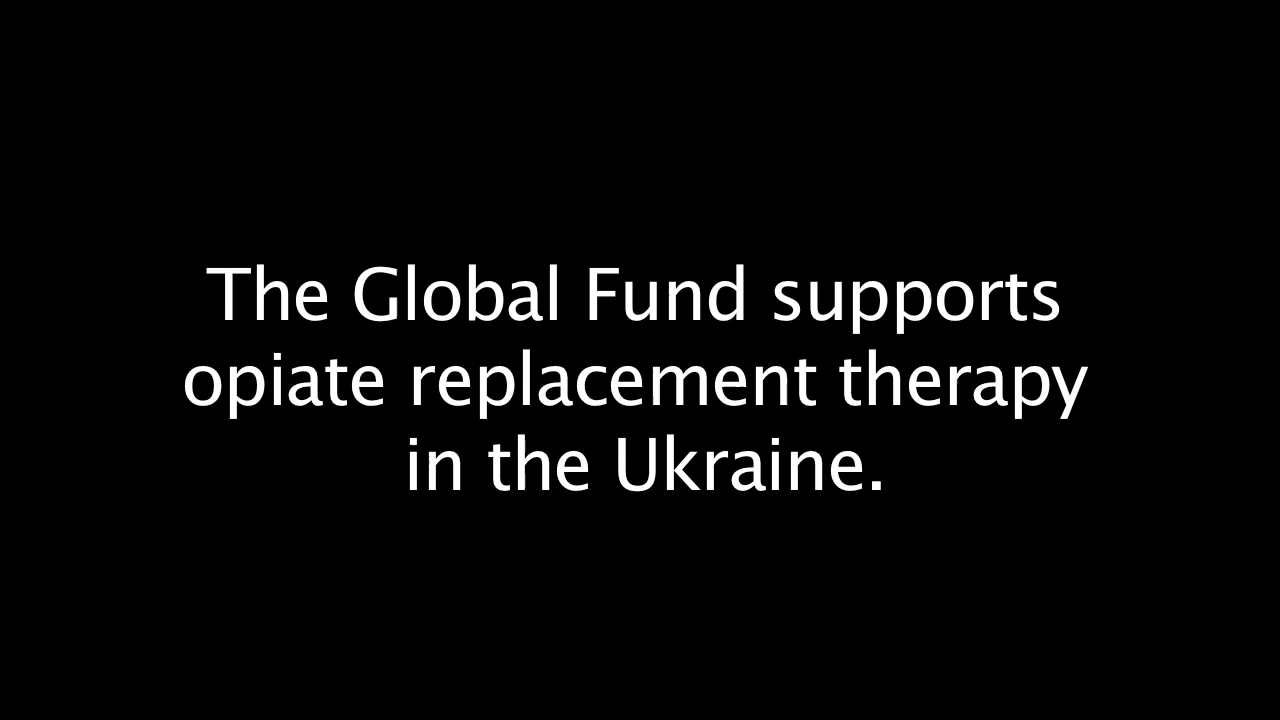 The Global Fund supports
opiate replacement therapy
in the Ukraine.